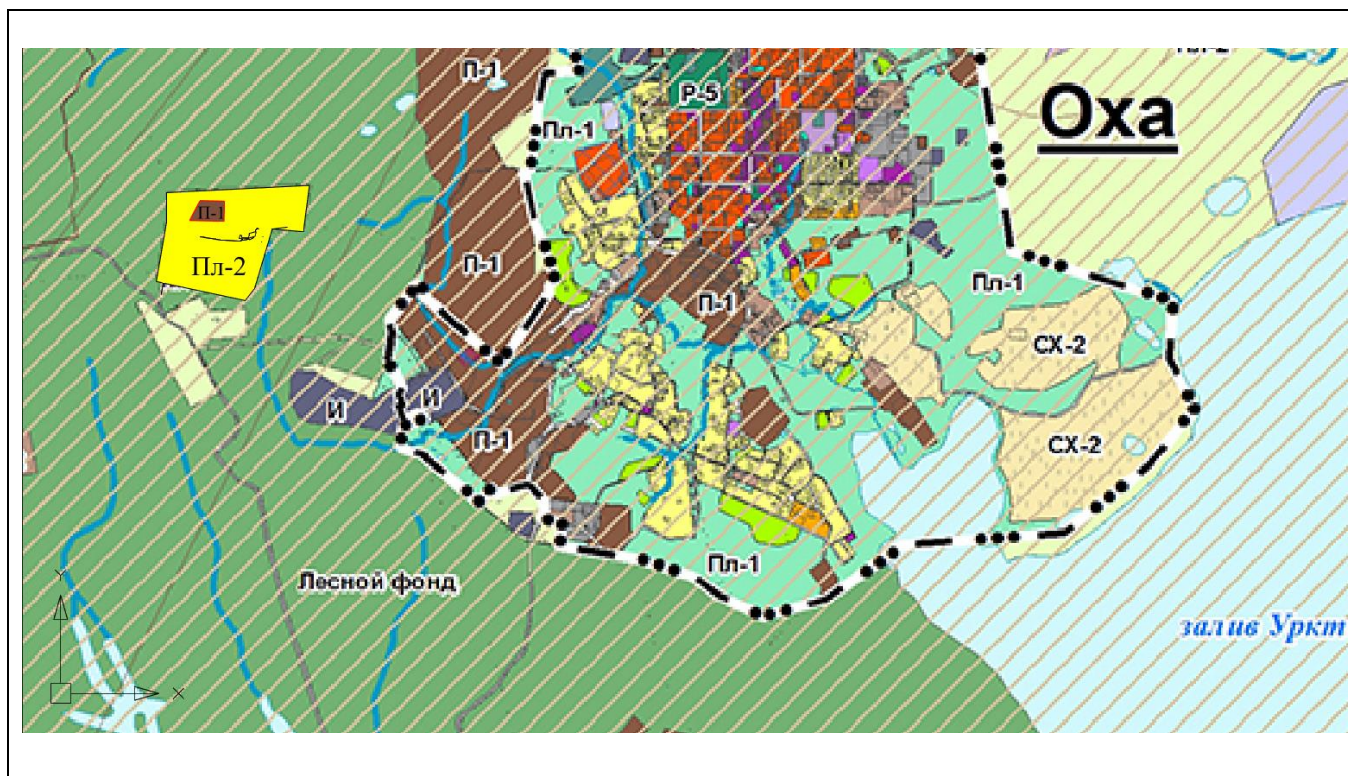 П-1
Р-5
Оха
Пл-1
П-1
Пл-2
П-1
П-1
Пл-1
СХ-2
И
И
П-1
СХ-2
Пл-1
Лесной фонд
залив Уркт
Y
X